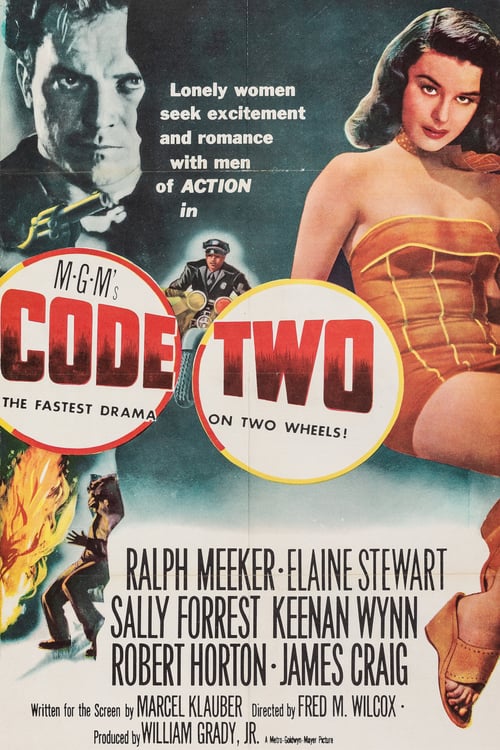 Lonely women
seek excitement
and romance
with men
of ACTION
in
M·G·M's
CODE
TWO
THE FASTEST DRAMA
ON TWO WHEELS!
RALPH MEEKER · ELAINE STEWART
SALLY FORREST KEENAN WYNN
ROBERT HORTON · JAMES CRAIG
Written for the Screen by MARCEL KLAUBER Directed by FRED M. WILCOX ·
Produced by WILLIAM GRADY, JR. A Metro-Goldwyn-Mayer Picture